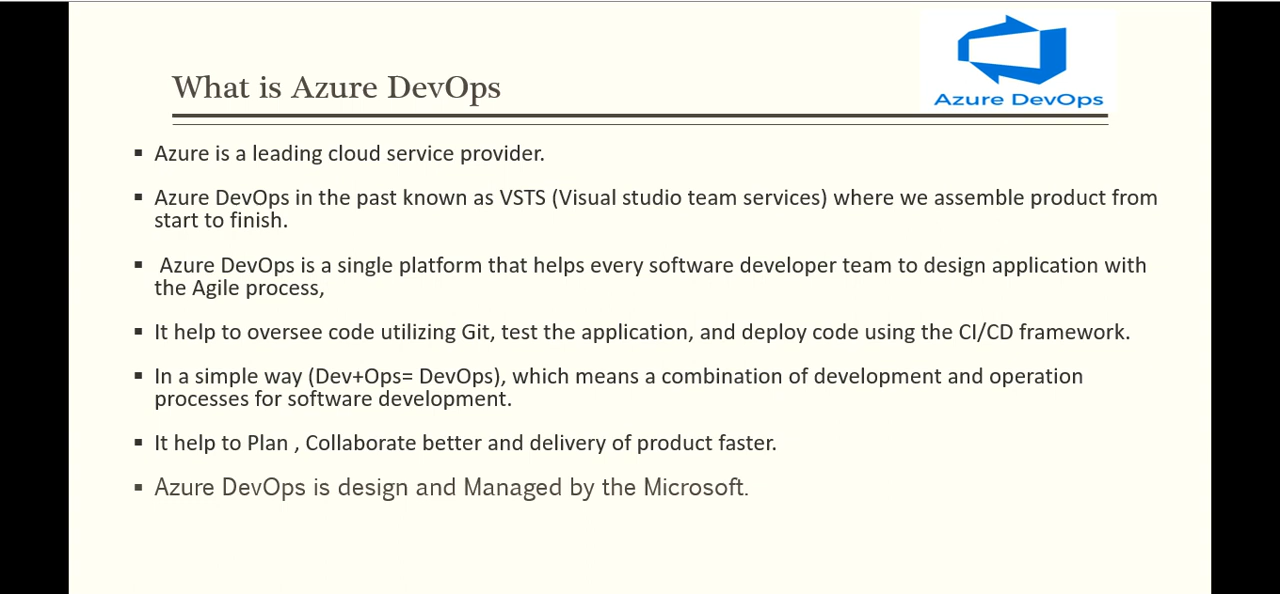 Azure DevOps
What is Azure DevOps
▪ Azure is a leading cloud service provider.
▪ Azure DevOps in the past known as VSTS (Visual studio team services) where we assemble product from
start to finish.
▪ Azure DevOps is a single platform that helps every software developer team to design application with
the Agile process,
▪ It help to oversee code utilizing Git, test the application, and deploy code using the CI/CD framework.
▪ In a simple way (Dev+Ops= DevOps), which means a combination of development and operation
processes for software development.
▪ It help to Plan , Collaborate better and delivery of product faster.
▪ Azure DevOps is design and Managed by the Microsoft.